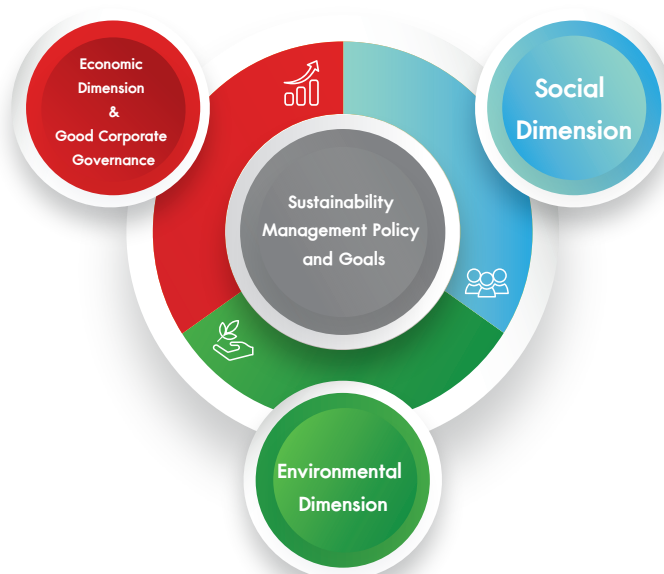 Economic
Dimension
&
Good Corporate
Governance
Social
Dimension
Sustainability
Management Policy
and Goals
Environmental
Dimension